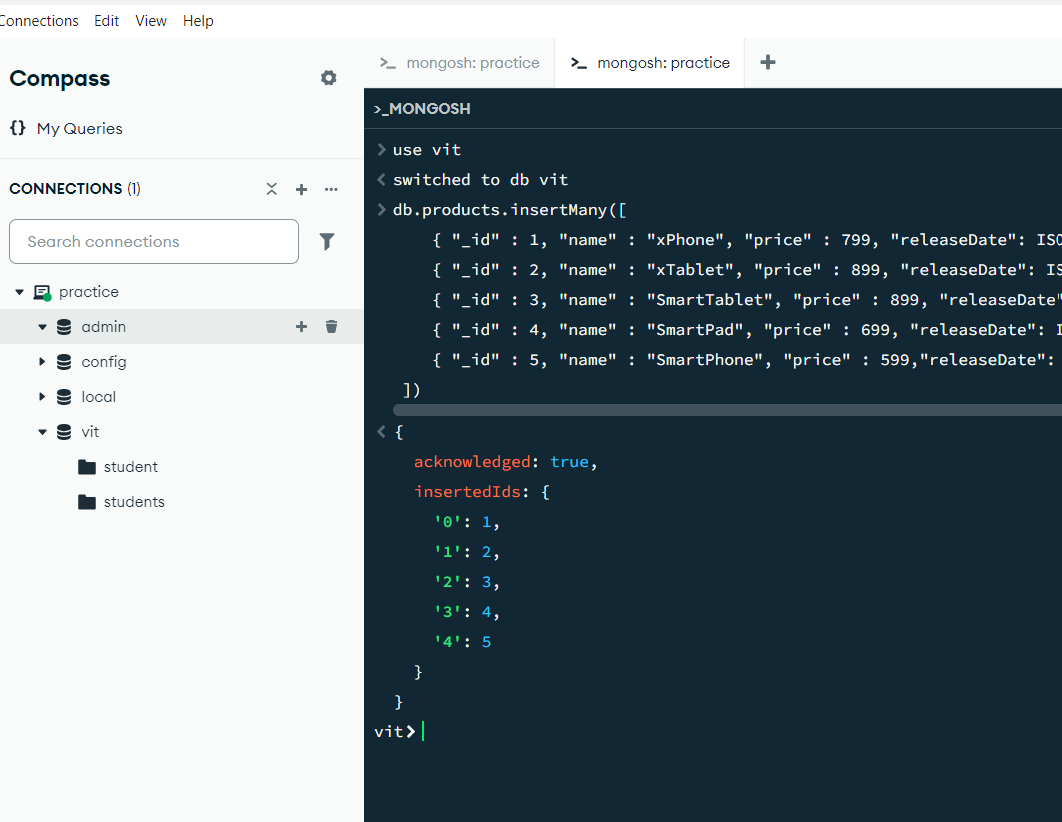 Connections Edit View Help
Compass
My Queries
CONNECTIONS (1)
Search connections
practice
admin
config
local
vit
student
students
>_ mongosh: practice
>_ mongosh: practice
>_MONGOSH
> use vit
< switched to db vit
> db.products.insertMany([
{ "_id" : 1, "name" : "xPhone", "price" : 799, "releaseDate": ISO
{ "_id" : 2, "name" : "xTablet", "price" : 899, "releaseDate": IS
{ "_id" : 3, "name" : "SmartTablet", "price" : 899, "releaseDate"
{ "_id" : 4, "name" : "SmartPad", "price" : 699, "releaseDate": I
{ "_id" : 5, "name" : "SmartPhone", "price" : 599,"releaseDate":
])
< {
acknowledged: true,
insertedIds: {
'0': 1,
'1': 2,
'2': 3,
'3': 4,
'4': 5
}
}
vit>